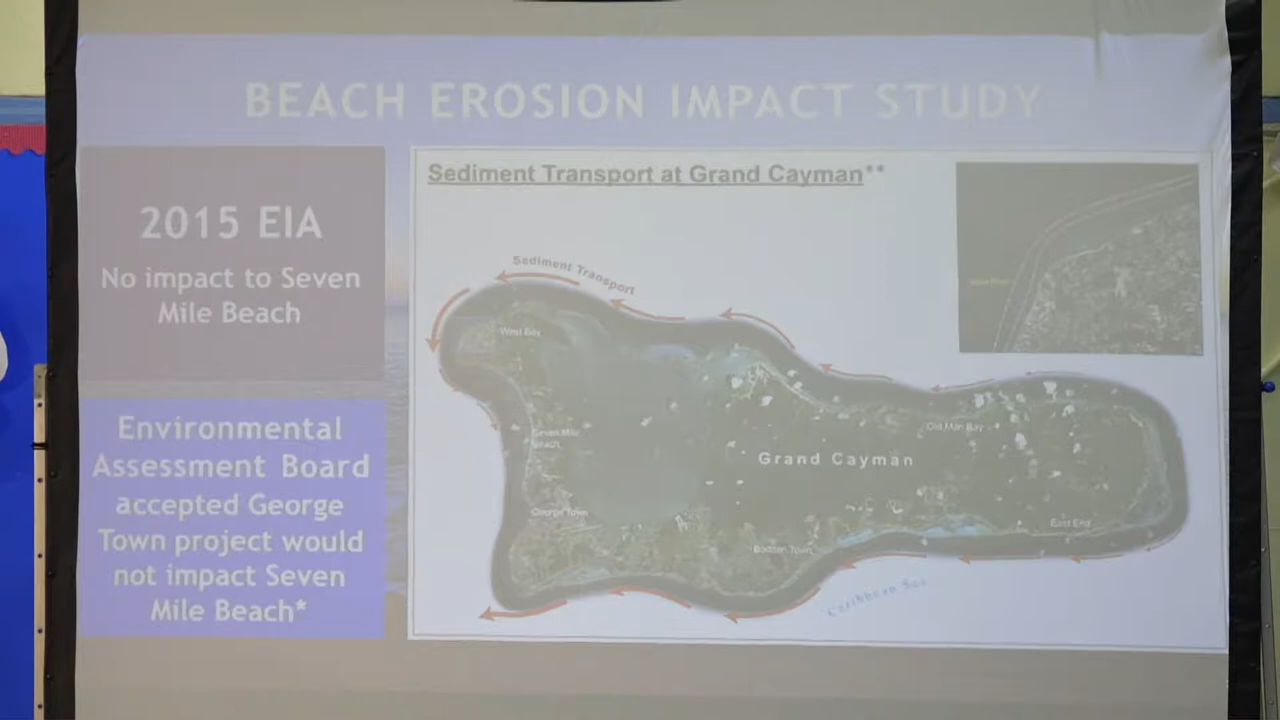 BEACH EROSION IMPACT STUDY
2015 EIA
No impact to Seven
Mile Beach
Environmental
Assessment Board
accepted George
Town project would
not impact Seven
Mile Beach*
Sediment Transport at Grand Cayman**
Sediment Transport
West Bay
Seven Mile
Beach
George Town
Grand Cayman
Old Man Bay
East End
Bodden Town
Caribbean Sea